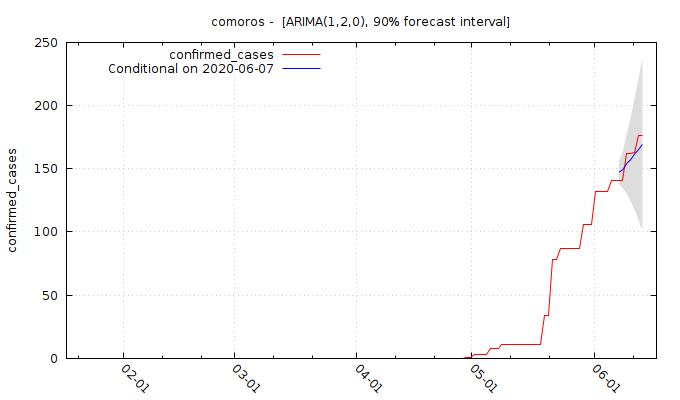 comoros -  [ARIMA(1,2,0), 90% forecast interval]
confirmed_cases
Conditional on 2020-06-07
confirmed_cases
250
200
150
100
50
0
02-01
03-01
04-01
05-01
06-01